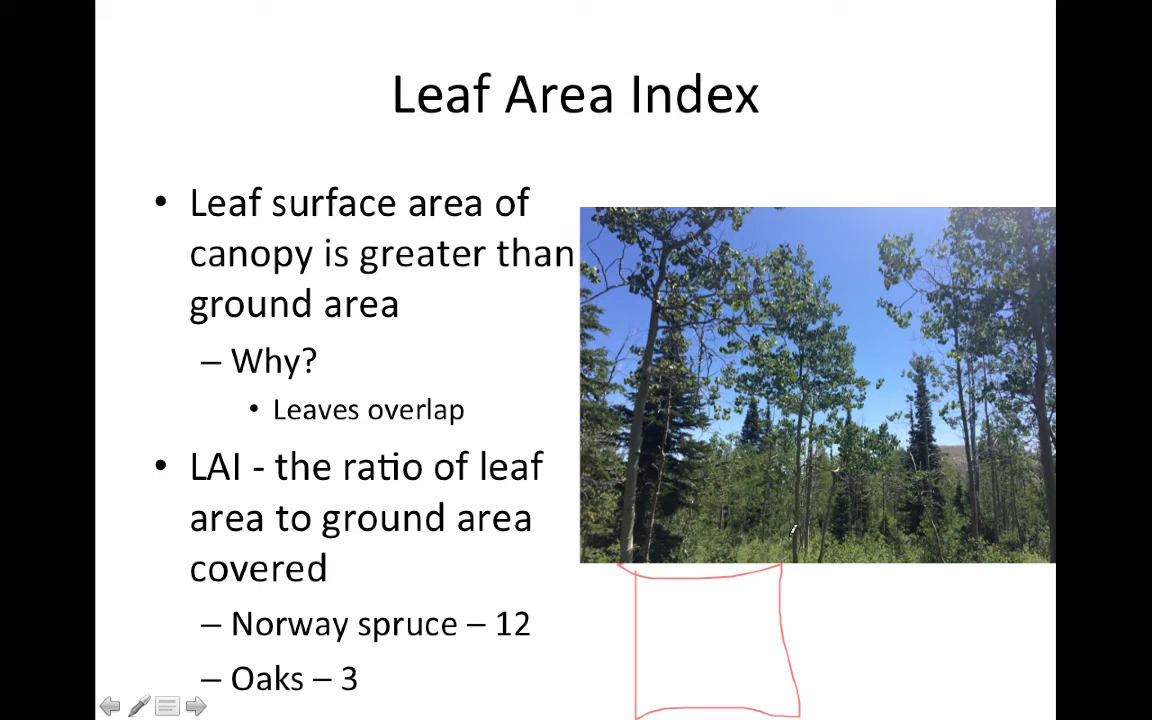 Leaf Area Index
• Leaf surface area of
canopy is greater than
ground area
– Why?
• Leaves overlap
• LAI - the ratio of leaf
area to ground area
covered
– Norway spruce – 12
– Oaks – 3